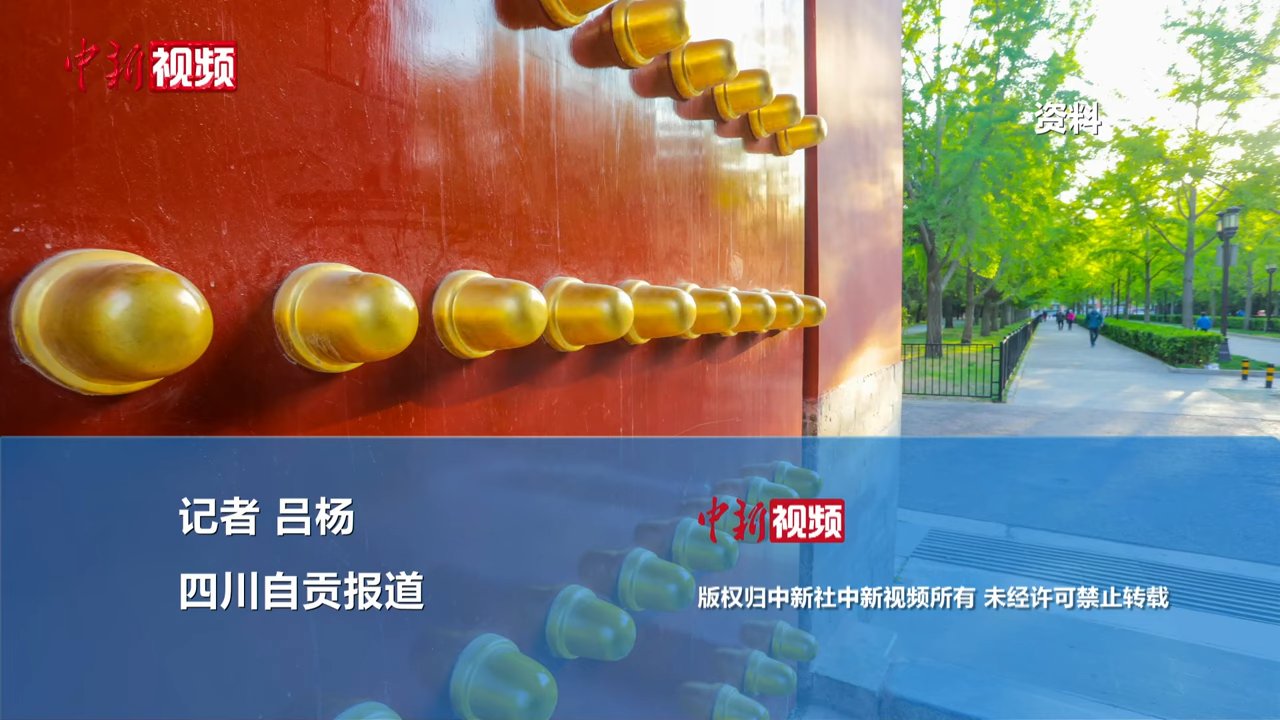 中新视频
资料
记者 吕杨
四川自贡报道
中新视频
版权归中新社中新视频所有 未经许可禁止转载